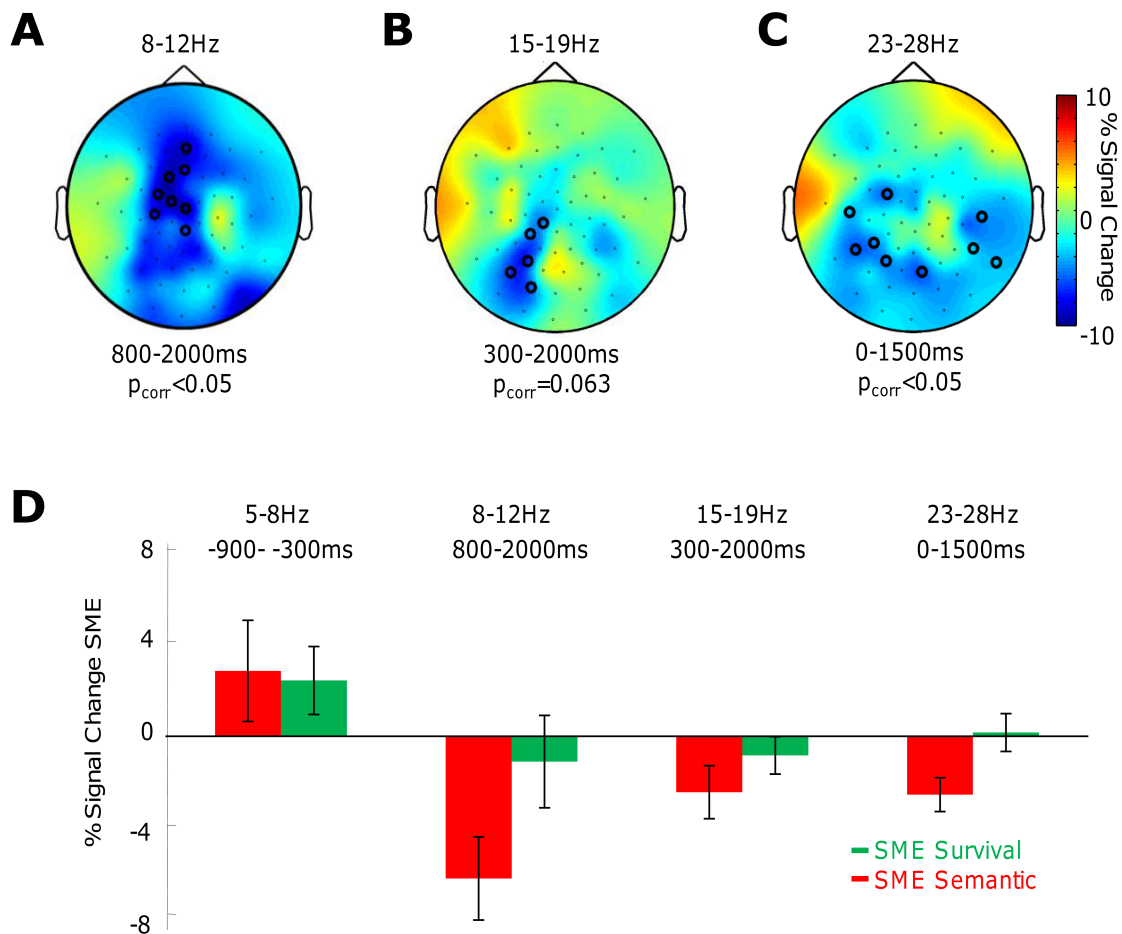 A
B
C
8-12Hz
15-19Hz
23-28Hz
10
0
-10
%Signal Change
800-2000ms
300-2000ms
0-1500ms
pcorr<0.05
pcorr=0.063
pcorr<0.05
D
5-8Hz
8-12Hz
15-19Hz
23-28Hz
-900- -300ms
800-2000ms
300-2000ms
0-1500ms
8
4
0
-4
-8
%Signal Change SME
SME Survival
SME Semantic